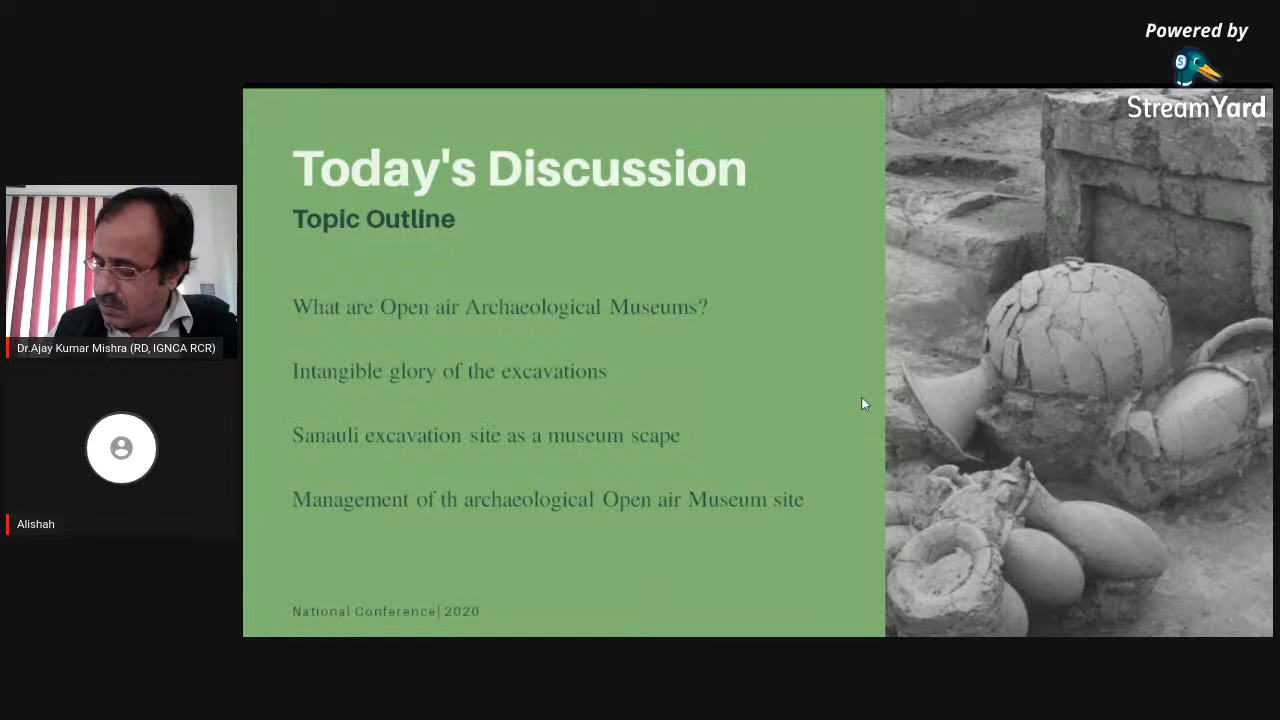 Powered by
StreamYard
Today's Discussion
Topic Outline
What are Open air Archaeological Museums?
Intangible glory of the excavations
Sanauli excavation site as a museum scape
Management of th archaeological Open air Museum site
National Conference| 2020
Dr.Ajay Kumar Mishra (RD, IGNCA RCR)
Alishah